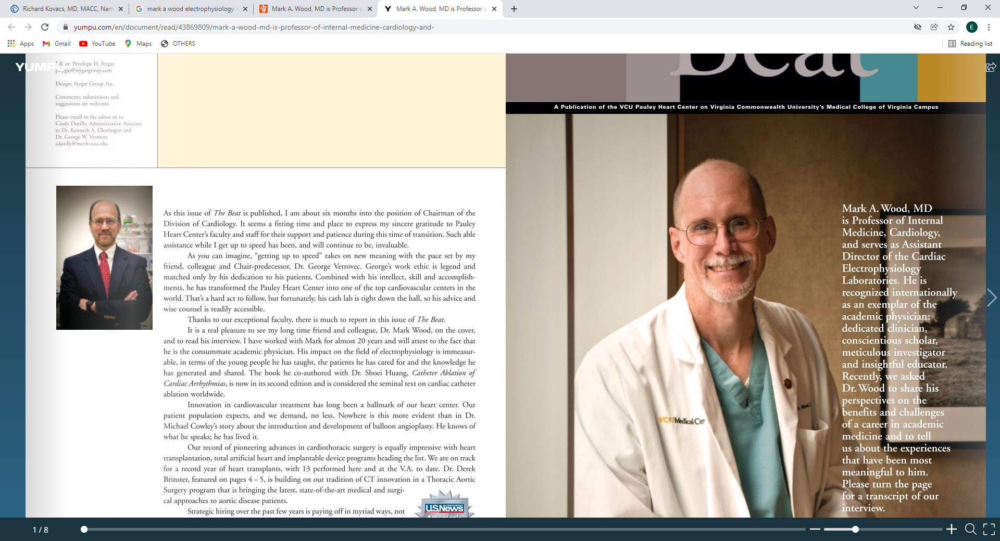 Richard Kovacs, MD, MACC, Nam
mark a wood electrophysiology -
Mark A. Wood, MD is Professor o
Mark A. Wood, MD is Professor o
yumpu.com/en/document/read/43869809/mark-a-wood-md-is-professor-of-internal-medicine-cardiology-and-
E
Apps
Gmail
YouTube
Maps
OTHERS
Reading list
YUMPU
Editor: Penelope H. Stygar
pstygar@stygargroup.com
Design: Stygar Group, Inc.
Comments, submissions and
suggestions are welcome.
Please email to the editor or to
Cindy Dutilly, Administrative Assistant
to Dr. Kenneth A. Ellenbogen and
Dr. George W. Vetrovec
cdutilly@mcvh-vcu.edu.
As this issue of The Beat is published, I am about six months into the position of Chairman of the
Division of Cardiology. It seems a fitting time and place to express my sincere gratitude to Pauley
Heart Center's faculty and staff for their support and patience during this time of transition. Such able
assistance while I get up to speed has been, and will continue to be, invaluable.
As you can imagine, “getting up to speed” takes on new meaning with the pace set by my
friend, colleague and Chair-predecessor, Dr. George Vetrovec. George's work ethic is legend and
matched only by his dedication to his patients. Combined with his intellect, skill and accomplish-
ments, he has transformed the Pauley Heart Center into one of the top cardiovascular centers in the
world. That's a hard act to follow, but fortunately, his cath lab is right down the hall, so his advice and
wise counsel is readily accessible.
Thanks to our exceptional faculty, there is much to report in this issue of The Beat.
It is a real pleasure to see my long time friend and colleague, Dr. Mark Wood, on the cover,
and to read his interview. I have worked with Mark for almost 20 years and will attest to the fact that
he is the consummate academic physician. His impact on the field of electrophysiology is immeasur-
able, in terms of the young people he has taught, the patients he has cared for and the knowledge he
has generated and shared. The book he co-authored with Dr. Shoei Huang, Catheter Ablation of
Cardiac Arrhythmias, is now in its second edition and is considered the seminal text on cardiac catheter
ablation worldwide.
Innovation in cardiovascular treatment has long been a hallmark of our heart center. Our
patient population expects, and we demand, no less. Nowhere is this more evident than in Dr.
Michael Cowley's story about the introduction and development of balloon angioplasty. He knows of
what he speaks; he has lived it.
Our record of pioneering advances in cardiothoracic surgery is equally impressive with heart
transplantation, total artificial heart and implantable device programs heading the list. We are on track
for a record year of heart transplants, with 13 performed here and at the V.A. to date. Dr. Derek
Brinster, featured on pages 4 – 5, is building on our tradition of CT innovation in a Thoracic Aortic
Surgery program that is bringing the latest, state-of-the-art medical and surgi-
cal approaches to aortic disease patients.
Strategic hiring over the past few years is paying off in myriad ways, not
USNews
America's
Beat
A Publication of the VCU Pauley Heart Center on Virginia Commonwealth University's Medical College of Virginia Campus
Mark A. Wood, MD
is Professor of Internal
Medicine, Cardiology,
and serves as Assistant
Director of the Cardiac
Electrophysiology
Laboratories. He is
recognized internationally
as an exemplar of the
academic physician:
dedicated clinician,
conscientious scholar,
meticulous investigator
and insightful educator.
Recently, we asked
Dr. Wood to share his
perspectives on the
benefits and challenges
of a career in academic
medicine and to tell
us about the experiences
that have been most
meaningful to him.
Please turn the page
for a transcript of our
interview.
VCU Medical Cen
1 / 8